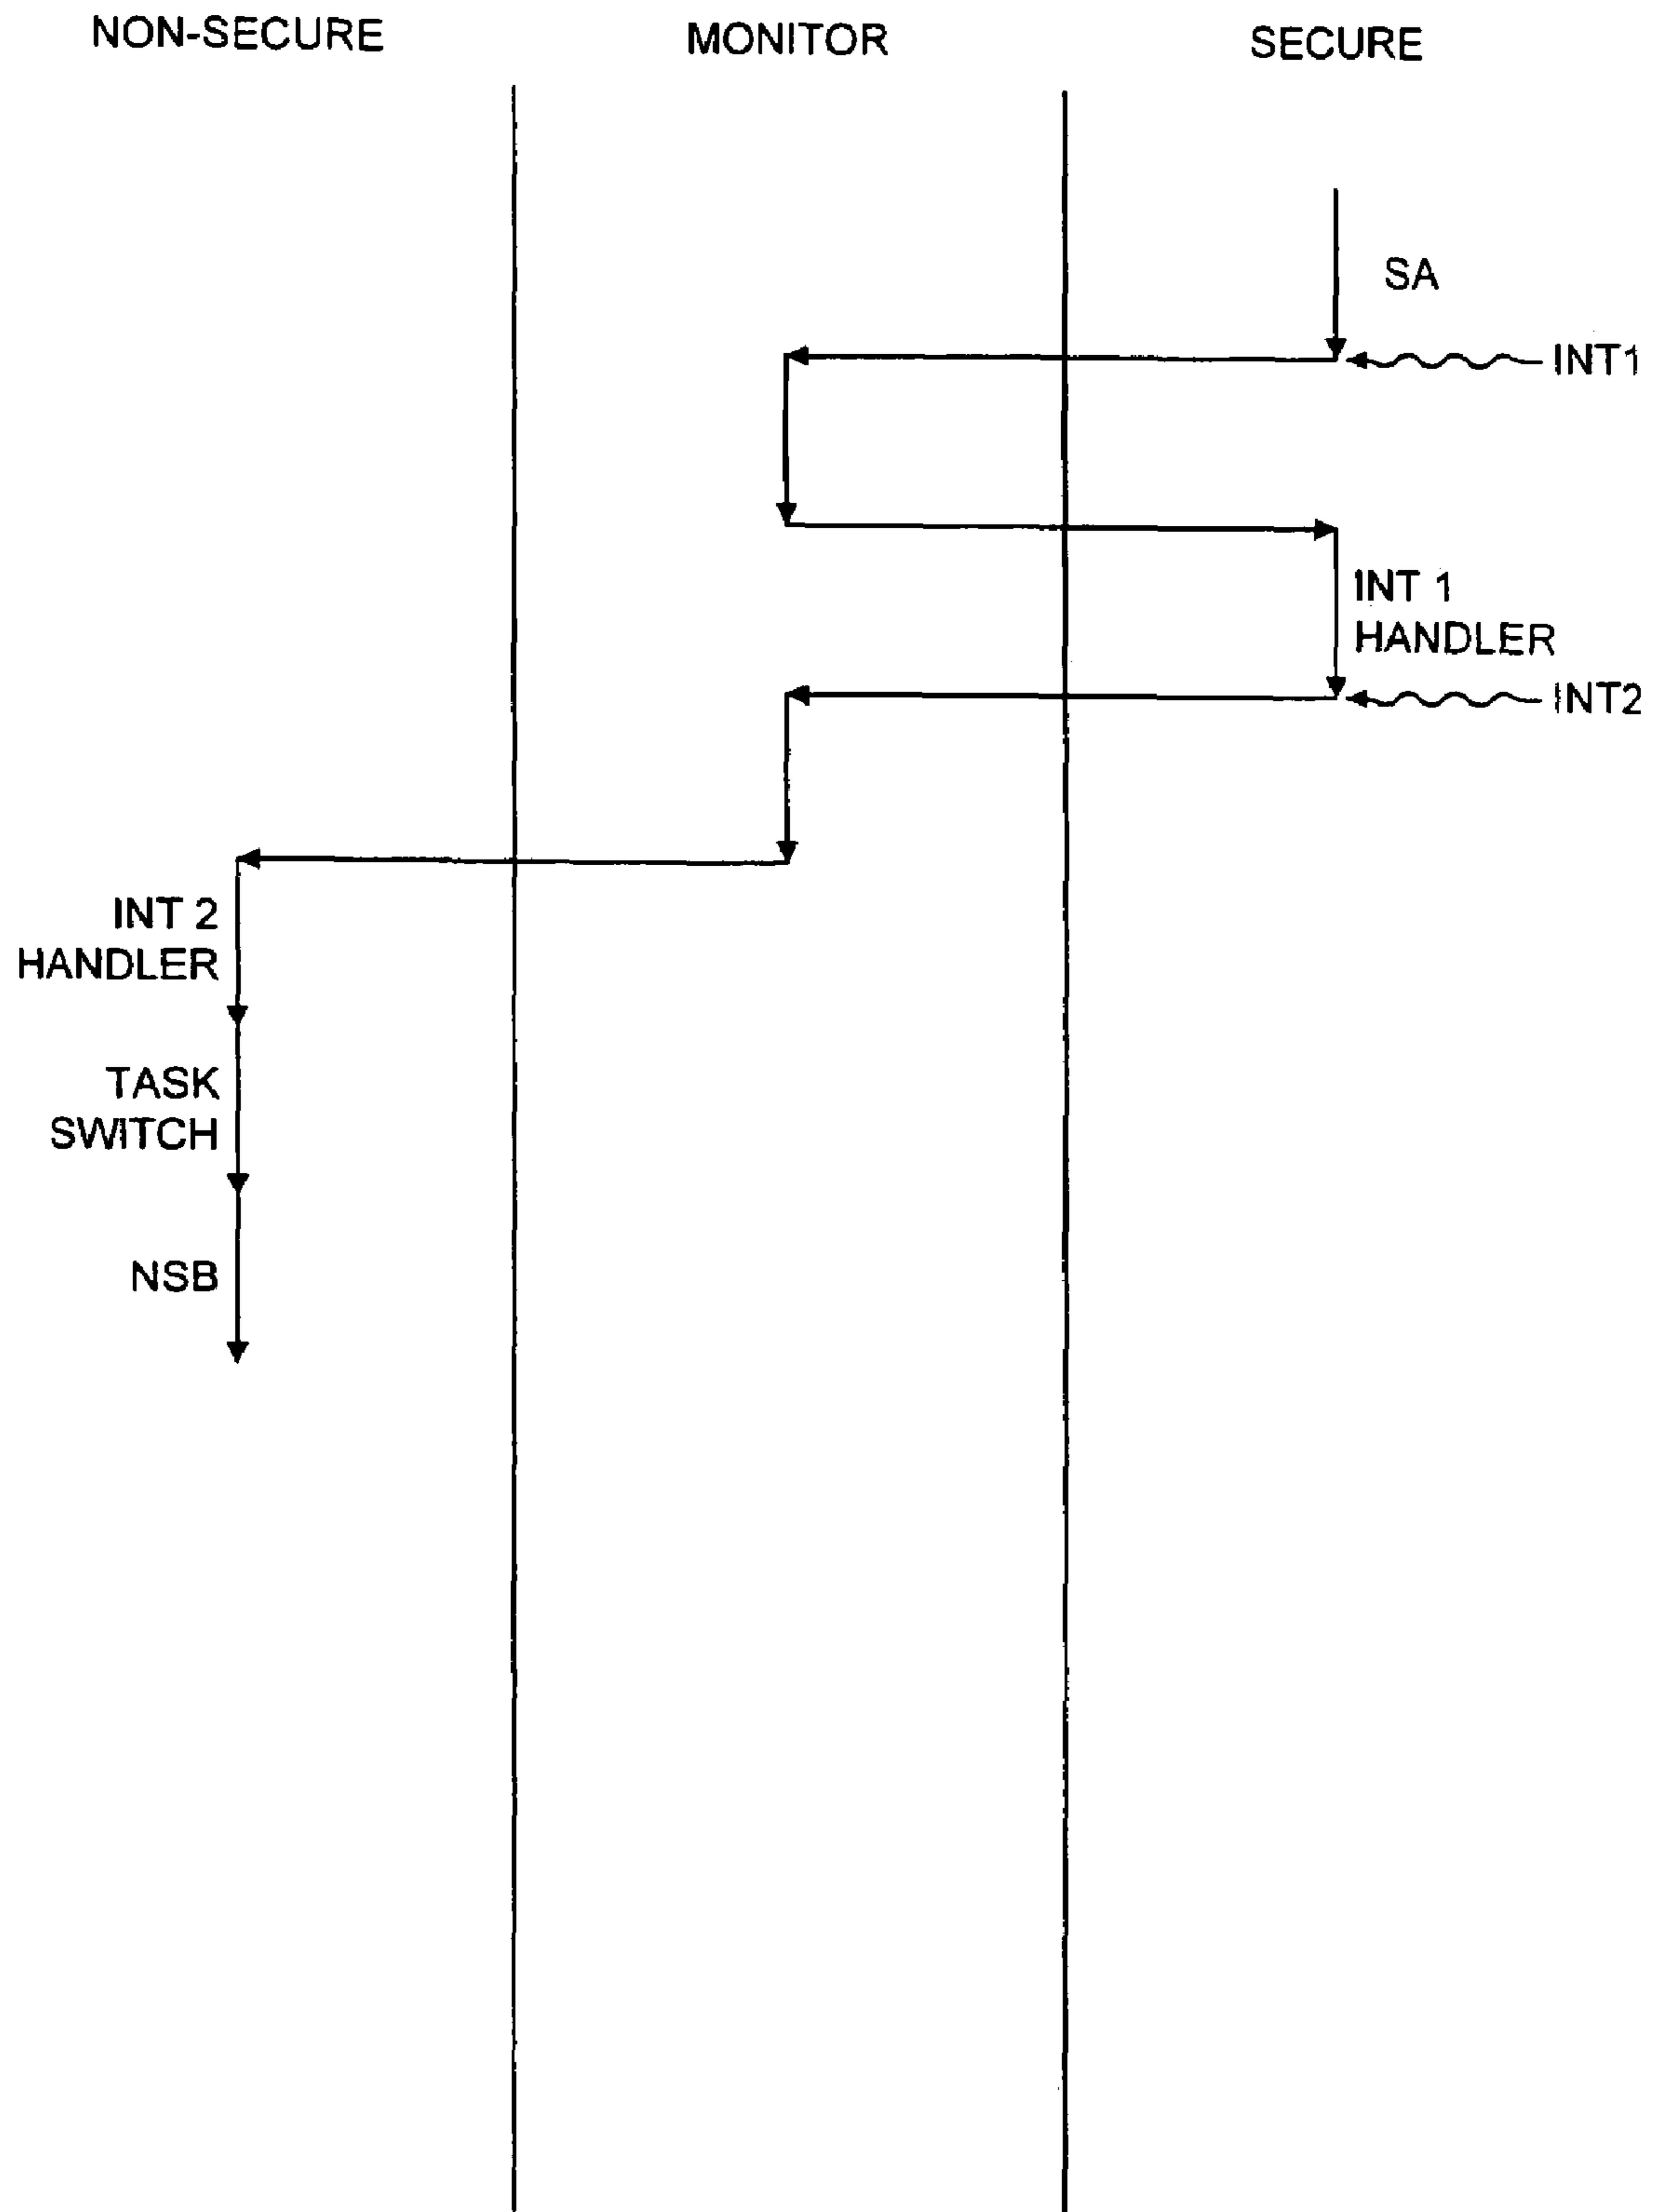 NON-SECURE
MONITOR
SECURE
SA
INT1
INT 1
HANDLER
INT2
INT 2
HANDLER
TASK
SWITCH
NSB